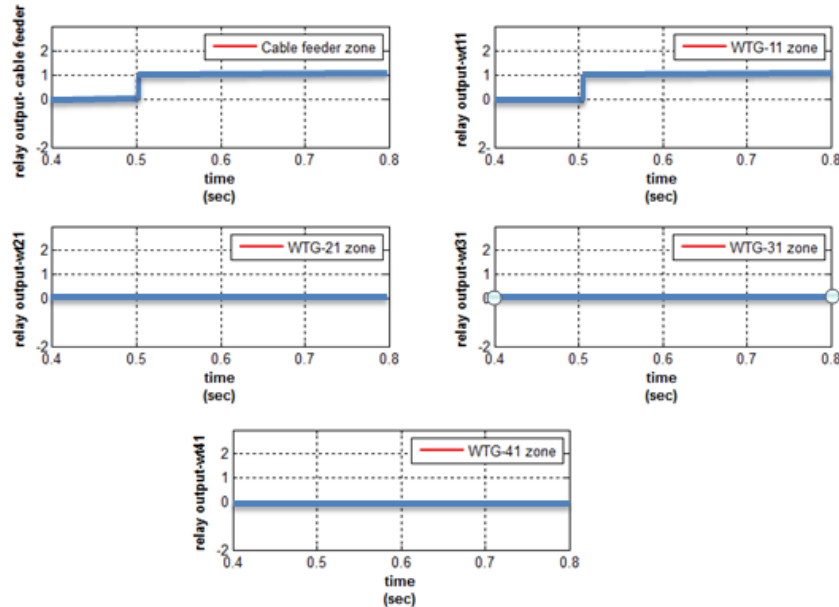 relay output- cable feeder
2
1
0
-2
Cable feeder zone
0.4 0.5 0.6 0.7 0.8
time
(sec)
relay output-wt11
2
1
0
2-
WTG-11 zone
0.4 0.5 0.6 0.7 0.8
time
(sec)
relay output-wt21
2
1
0
-2
WTG-21 zone
0.4 0.5 0.6 0.7 0.8
time
(sec)
relay output-wt31
2
1
0
-2
WTG-31 zone
0.4 0.5 0.6 0.7 0.8
time
(sec)
relay output-wt41
2
1
0
-2
WTG-41 zone
0.4 0.5 0.6 0.7 0.8
time
(sec)